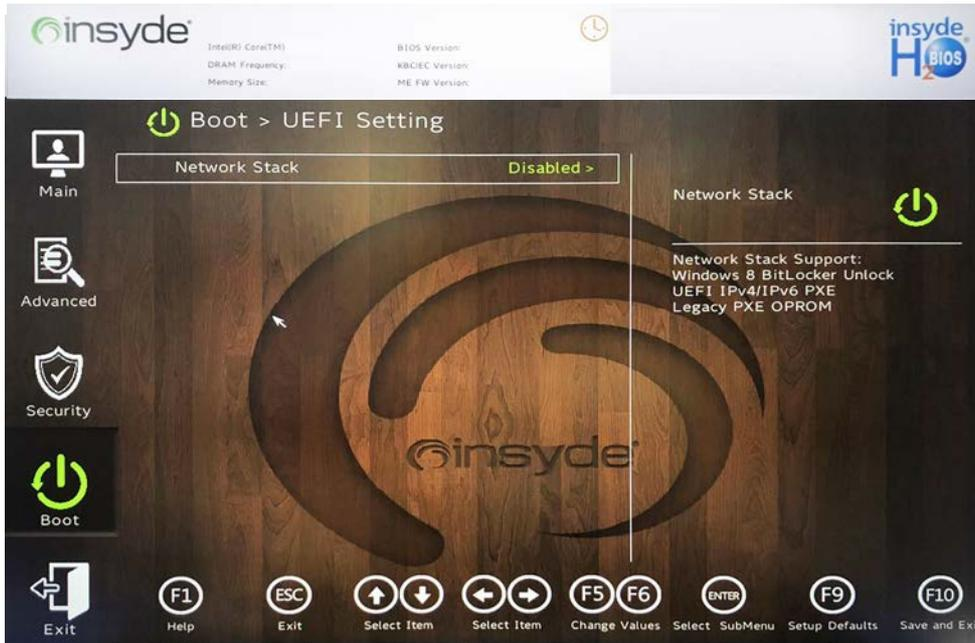 insyde
Intel(R) Core(TM)
BIOS Version:
DRAM Frequency:
KBC/EC Version:
Memory Size:
ME FW Version:
insyde
H2O BIOS
Boot > UEFI Setting
Main
Network Stack Disabled >
Network Stack
Network Stack Support:
Windows 8 BitLocker Unlock
UEFI IPv4/IPv6 PXE
Legacy PXE OPROM
Advanced
Security
insyde
Boot
Exit
F1
Help
ESC
Exit
Select Item
Select Item
F5 F6
Change Values
ENTER
Select SubMenu
F9
Setup Defaults
F10
Save and Ex